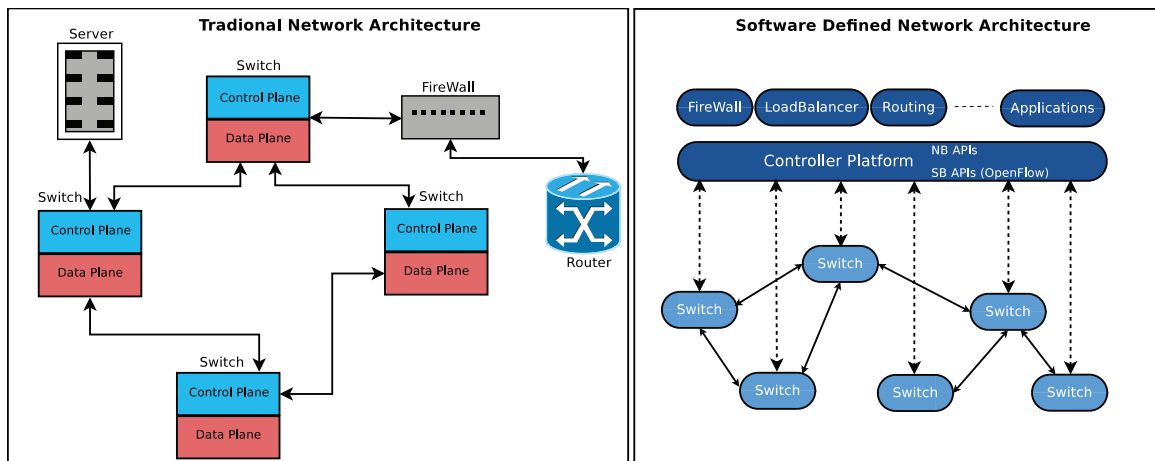 Tradional Network Architecture
Server
Switch
Control Plane
Data Plane
FireWall
Router
Switch
Control Plane
Data Plane
Switch
Control Plane
Data Plane
Switch
Control Plane
Data Plane
Software Defined Network Architecture
FireWall
LoadBalancer
Routing
Applications
Controller Platform
NB APIs
SB APIs (OpenFlow)
Switch
Switch
Switch
Switch
Switch
Switch